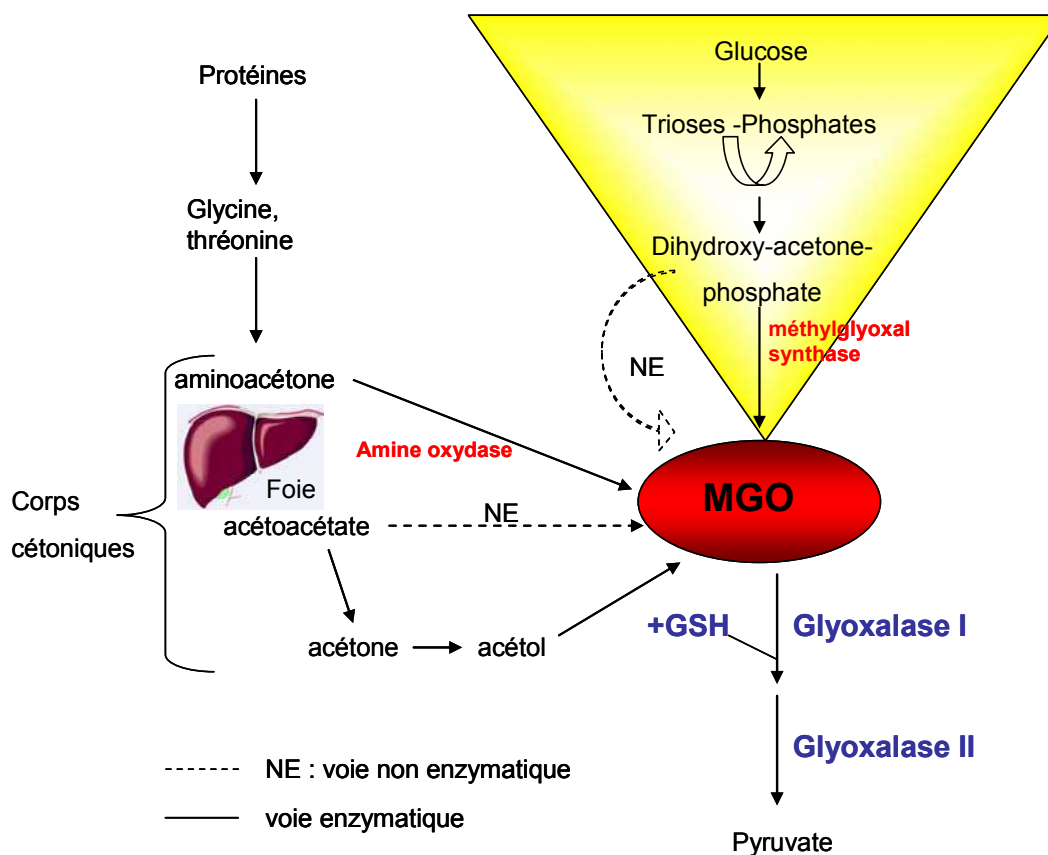 Protéines
Glycine,
thréonine
aminoacétone
Foie
Corps
cétoniques
acétoacétate
acétone
acétol
Amine oxydase
NE
Glucose
Trioses -Phosphates
Dihydroxy-acetone-
phosphate
méthylglyoxal
synthase
NE
MGO
+GSH
Glyoxalase I
Glyoxalase II
Pyruvate
NE : voie non enzymatique
voie enzymatique